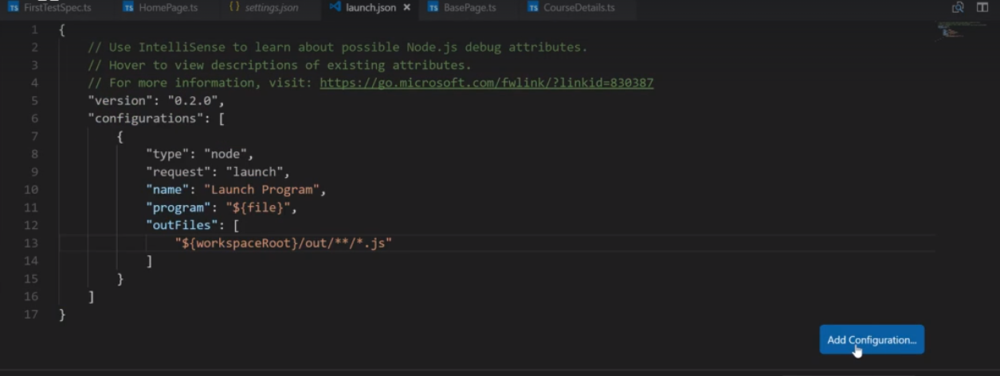 TS FirstTestSpec.ts TS HomePage.ts {} settings.json launch.json × TS BasePage.ts TS CourseDetails.ts
1 {
2 // Use IntelliSense to learn about possible Node.js debug attributes.
3 // Hover to view descriptions of existing attributes.
4 // For more information, visit: https://go.microsoft.com/fwlink/?linkid=830387
5 "version": "0.2.0",
6 "configurations": [
7 {
8 "type": "node",
9 "request": "launch",
10 "name": "Launch Program",
11 "program": "${file}",
12 "outFiles": [
13 "${workspaceRoot}/out/**/*.js"
14 ]
15 }
16 ]
17 }
Add Configuration...